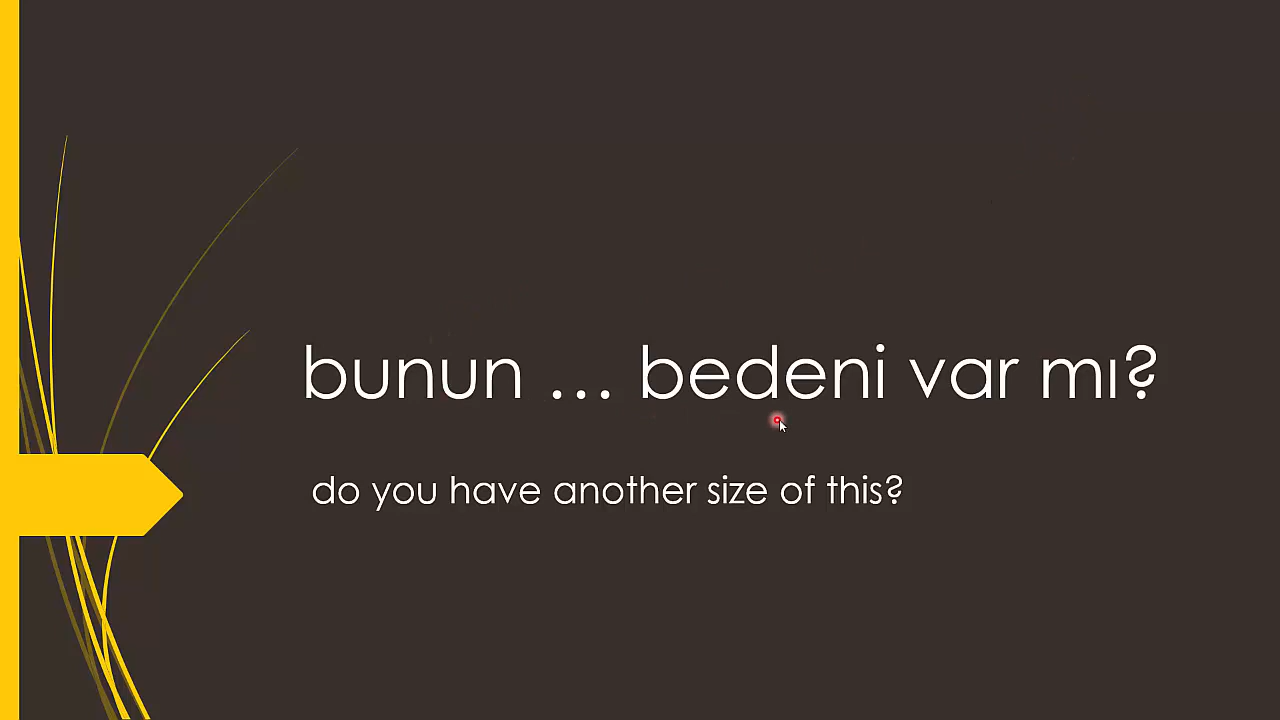 bunun ... bedeni var mı?
do you have another size of this?